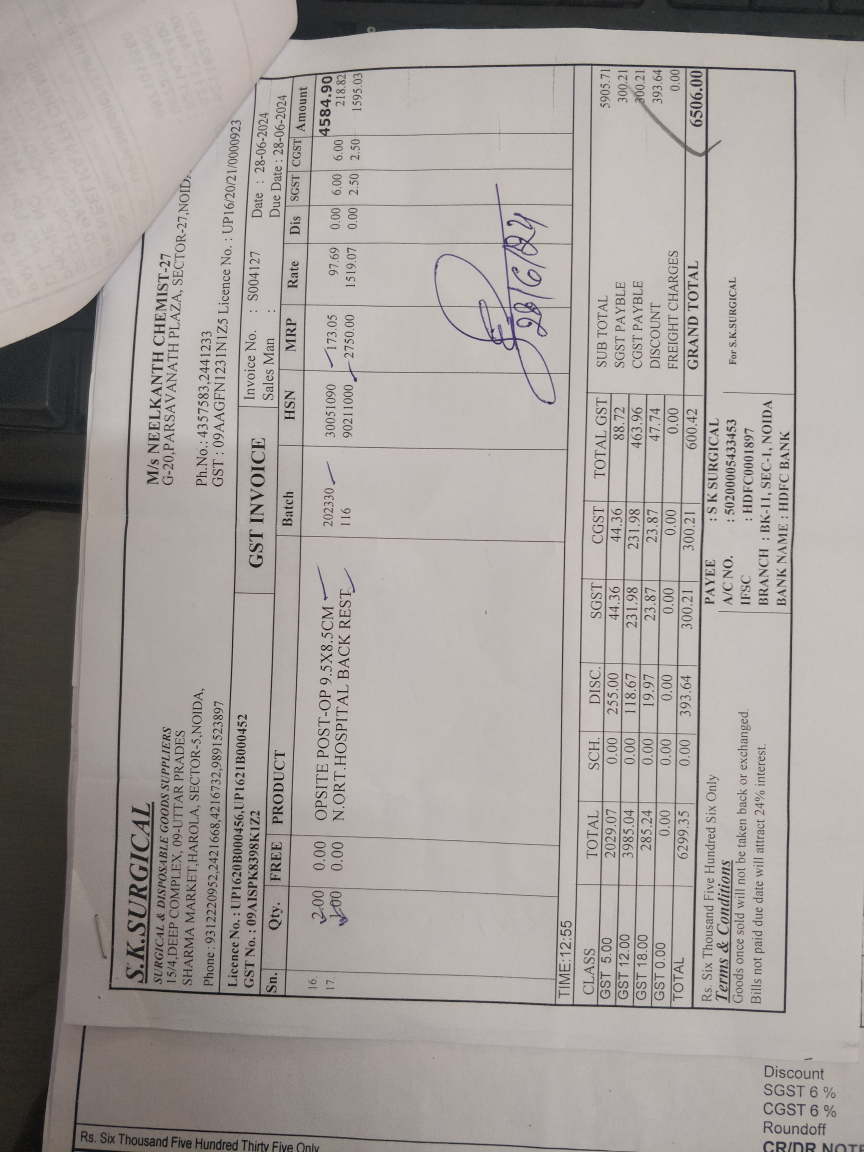 S.K.SURGICAL
SURGICAL & DISPOSABLE GOODS SUPPLIERS
15/4,DEEP COMPLEX, 09-UTTAR PRADES
SHARMA MARKET,HAROLA, SECTOR-5,NOIDA,
Phone : 9312220952,2421668,4216732,9891523897
M/s NEELKANTH CHEMIST-27
G-20,PARSAVANATH PLAZA, SECTOR-27,NOIDA
Ph.No.: 4357583,2441233
GST : 09AAGFN1231N1Z5 Licence No. : UP16/20/21/0000923
Licence No. : UP1620B000456,UP1621B000452
GST No. : 09AISPK8398K1Z2
GST INVOICE
Invoice No. : S004127 Date : 28-06-2024
Sales Man : Due Date : 28-06-2024
Sn. Qty. FREE PRODUCT Batch HSN MRP Rate Dis SGST CGST Amount
4584.90
16. 2.00 0.00 OPSITE POST-OP 9.5X8.5CM 202330 30051090 173.05 97.69 0.00 6.00 6.00 218.82
17. 1.00 0.00 N.ORT.HOSPITAL BACK REST 116 90211000 2750.00 1519.07 0.00 2.50 2.50 1595.03
28/6/24
TIME:12:55
CLASS TOTAL SCH. DISC. SGST CGST TOTAL GST
GST 5.00 2029.07 0.00 255.00 44.36 44.36 88.72
GST 12.00 3985.04 0.00 118.67 231.98 231.98 463.96
GST 18.00 285.24 0.00 19.97 23.87 23.87 47.74
GST 0.00 0.00 0.00 0.00 0.00 0.00 0.00
TOTAL 6299.35 0.00 393.64 300.21 300.21 600.42
SUB TOTAL 5905.71
SGST PAYBLE 300.21
CGST PAYBLE 300.21
DISCOUNT 393.64
FREIGHT CHARGES 0.00
GRAND TOTAL 6506.00
Rs. Six Thousand Five Hundred Six Only
Terms & Conditions
Goods once sold will not be taken back or exchanged.
Bills not paid due date will attract 24% interest.
PAYEE : S K SURGICAL
A/C NO. : 50200005433453
IFSC : HDFC0001897
BRANCH : BK-11, SEC-1, NOIDA
BANK NAME : HDFC BANK
For S.K.SURGICAL
Rs. Six Thousand Five Hundred Thirty Five Only
Discount
SGST 6 %
CGST 6 %
Roundoff
CR/DR NOTE